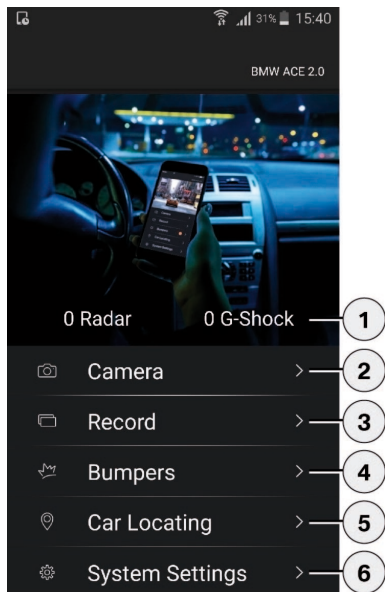 31% 15:40
BMW ACE 2.0
0 Radar 0 G-Shock 1
Camera 2
Record 3
Bumpers 4
Car Locating 5
System Settings 6